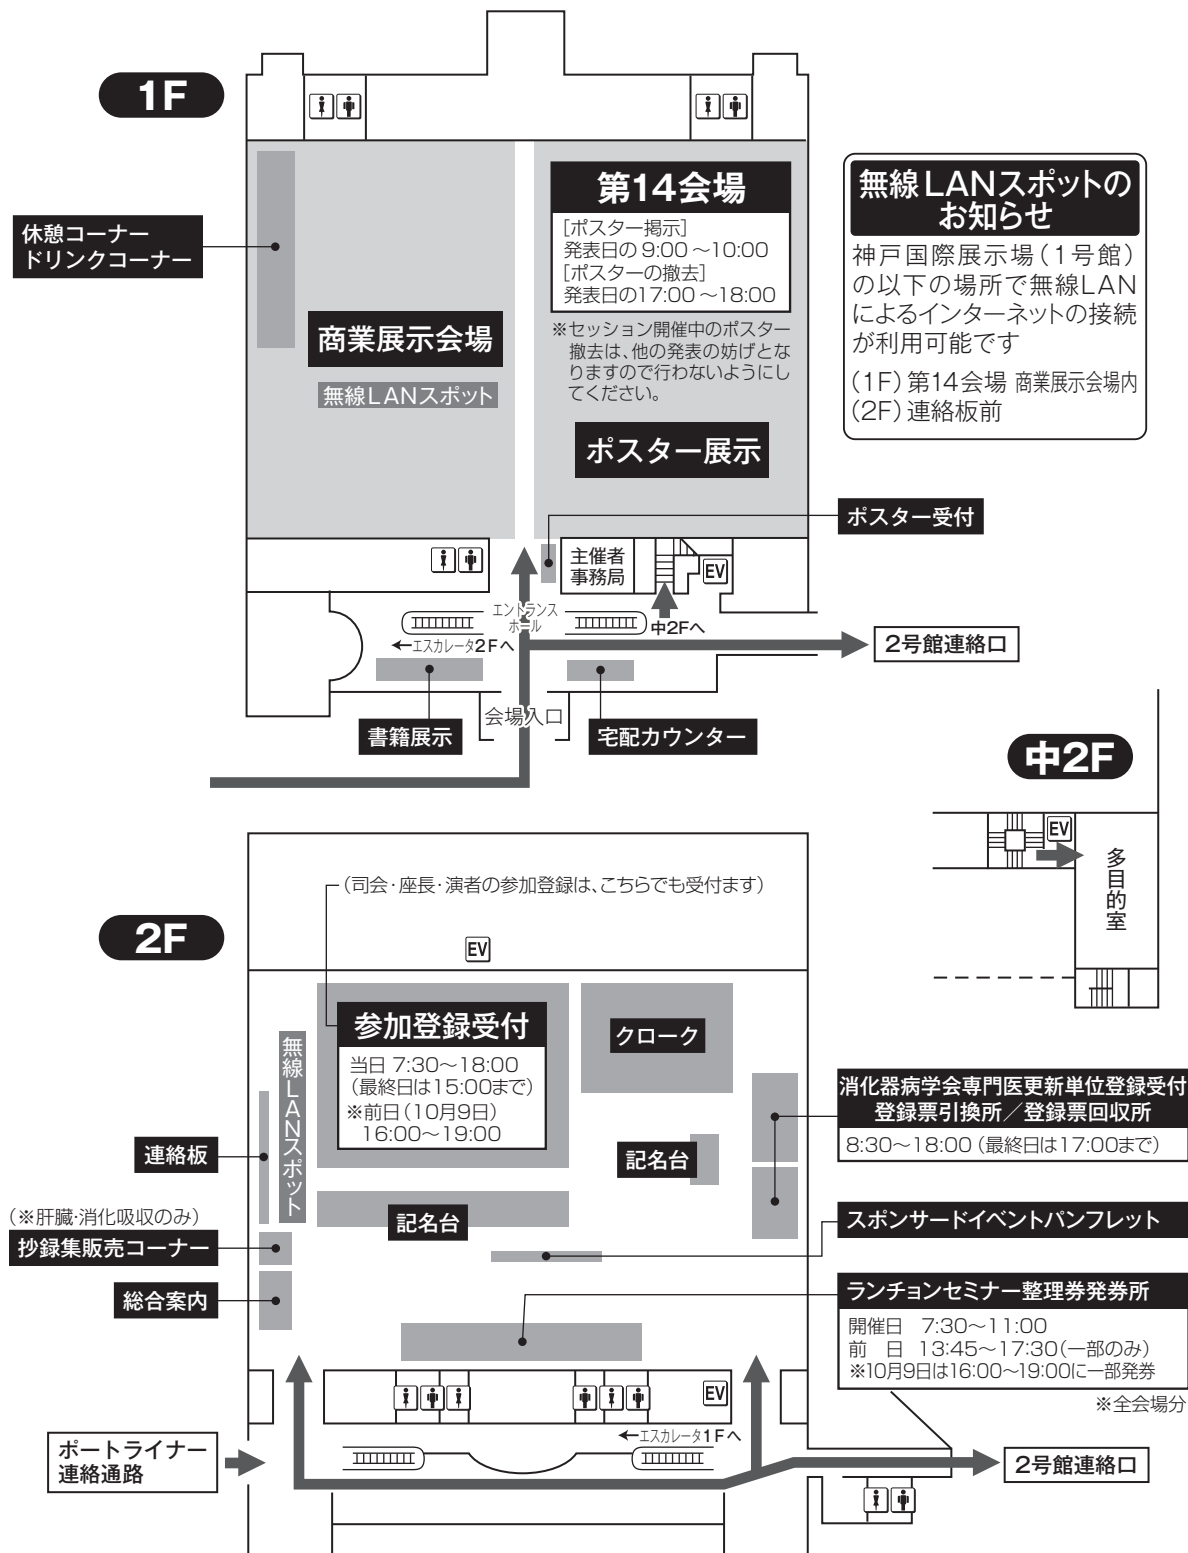 1F
休憩コーナー
ドリンクコーナー
商業展示会場
無線LANスポット
第14会場
[ポスター掲示]
発表日の 9:00 ～10:00
[ポスターの撤去]
発表日の17:00 ～18:00
※セッション開催中のポスター
撤去は、他の発表の妨げとな
りますので行わないようにし
てください。
ポスター展示
無線LANスポットの
お知らせ
神戸国際展示場(1号館)
の以下の場所で無線LAN
によるインターネットの接続
が利用可能です
(1F)第14会場 商業展示会場内
(2F)連絡板前
ポスター受付
主催者
事務局
EV
エントランス
ホール
中2Fへ
←エスカレータ2Fへ
2号館連絡口
会場入口
書籍展示
宅配カウンター
中2F
EV
多目的室
2F
(司会・座長・演者の参加登録は、こちらでも受付ます)
EV
参加登録受付
当日 7:30～18:00
(最終日は15:00まで)
※前日(10月9日)
16:00～19:00
クローク
無線LANスポット
消化器病学会専門医更新単位登録受付
登録票引換所／登録票回収所
8:30～18:00 (最終日は17:00まで)
連絡板
記名台
記名台
(※肝臓・消化吸収のみ)
抄録集販売コーナー
スポンサードイベントパンフレット
総合案内
ランチョンセミナー整理券発券所
開催日 7:30～11:00
前 日 13:45～17:30(一部のみ)
※10月9日は16:00～19:00に一部発券
※全会場分
EV
←エスカレータ1Fへ
ポートライナー
連絡通路
2号館連絡口